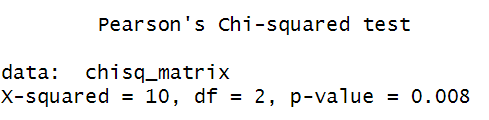 Pearson's Chi-squared test
data:  chisq_matrix
X-squared = 10, df = 2, p-value = 0.008